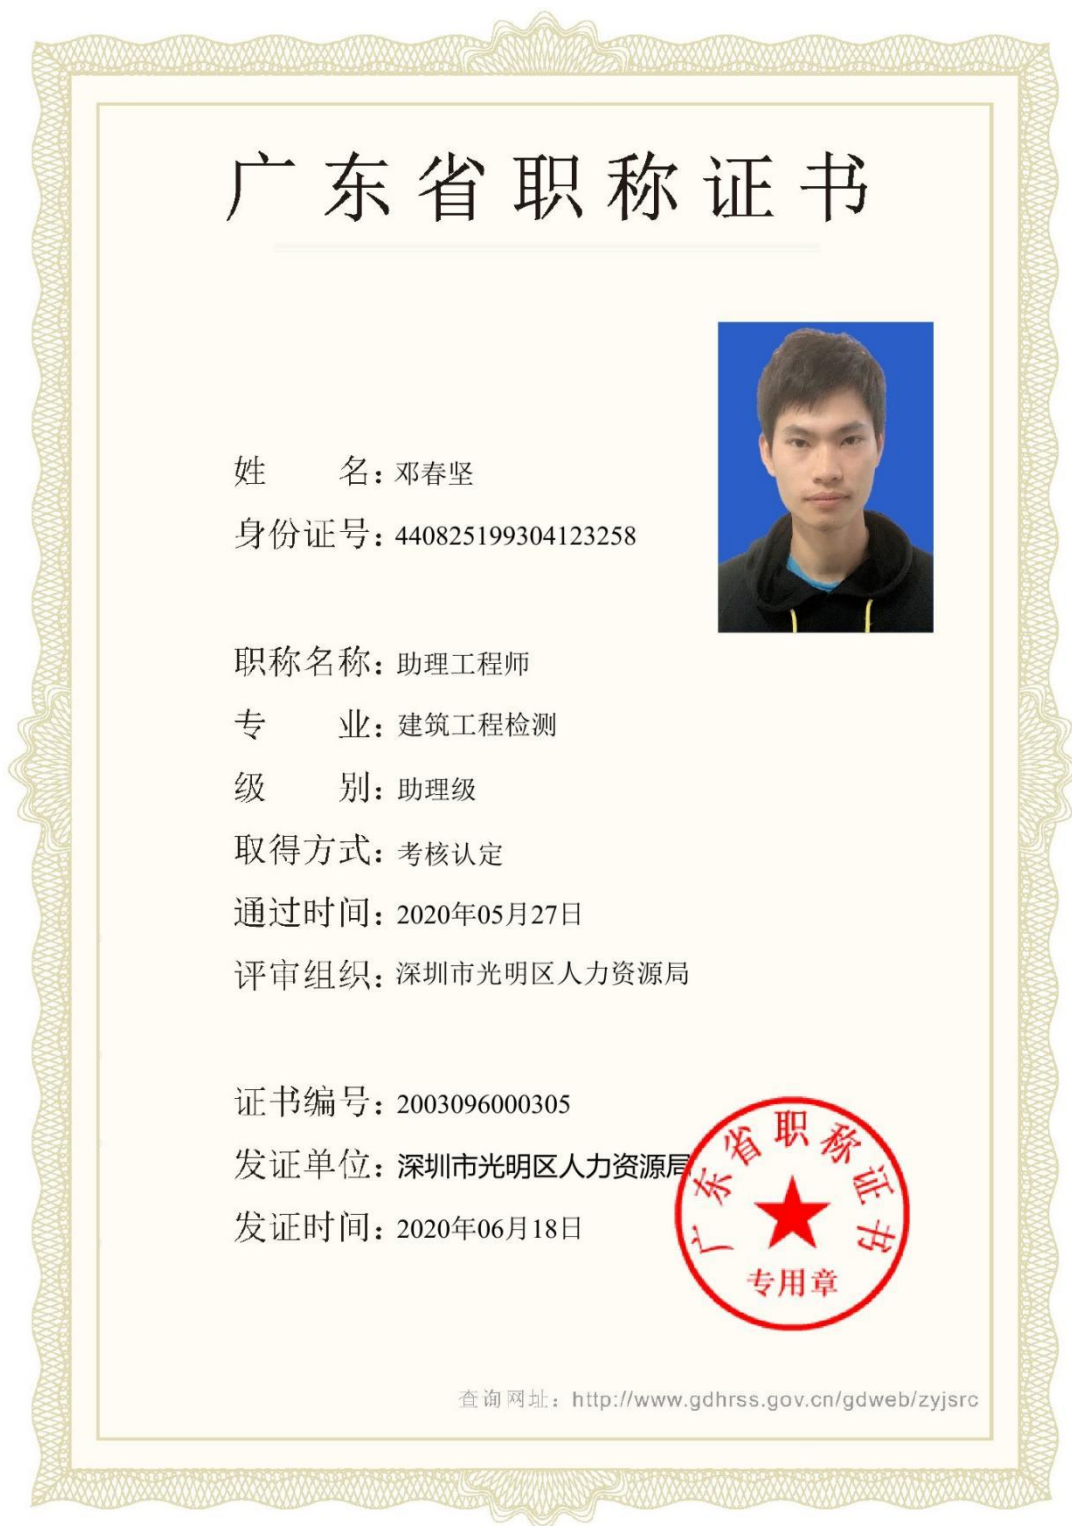 广东省职称证书
姓名：邓春坚
身份证号：440825199304123258
职称名称：助理工程师
专业：建筑工程检测
级别：助理级
取得方式：考核认定
通过时间：2020年05月27日
评审组织：深圳市光明区人力资源局
证书编号：2003096000305
发证单位：深圳市光明区人力资源局
发证时间：2020年06月18日
广东省职称证书
专用章
查询网址：http://www.gdhrss.gov.cn/gdweb/zyjsrc